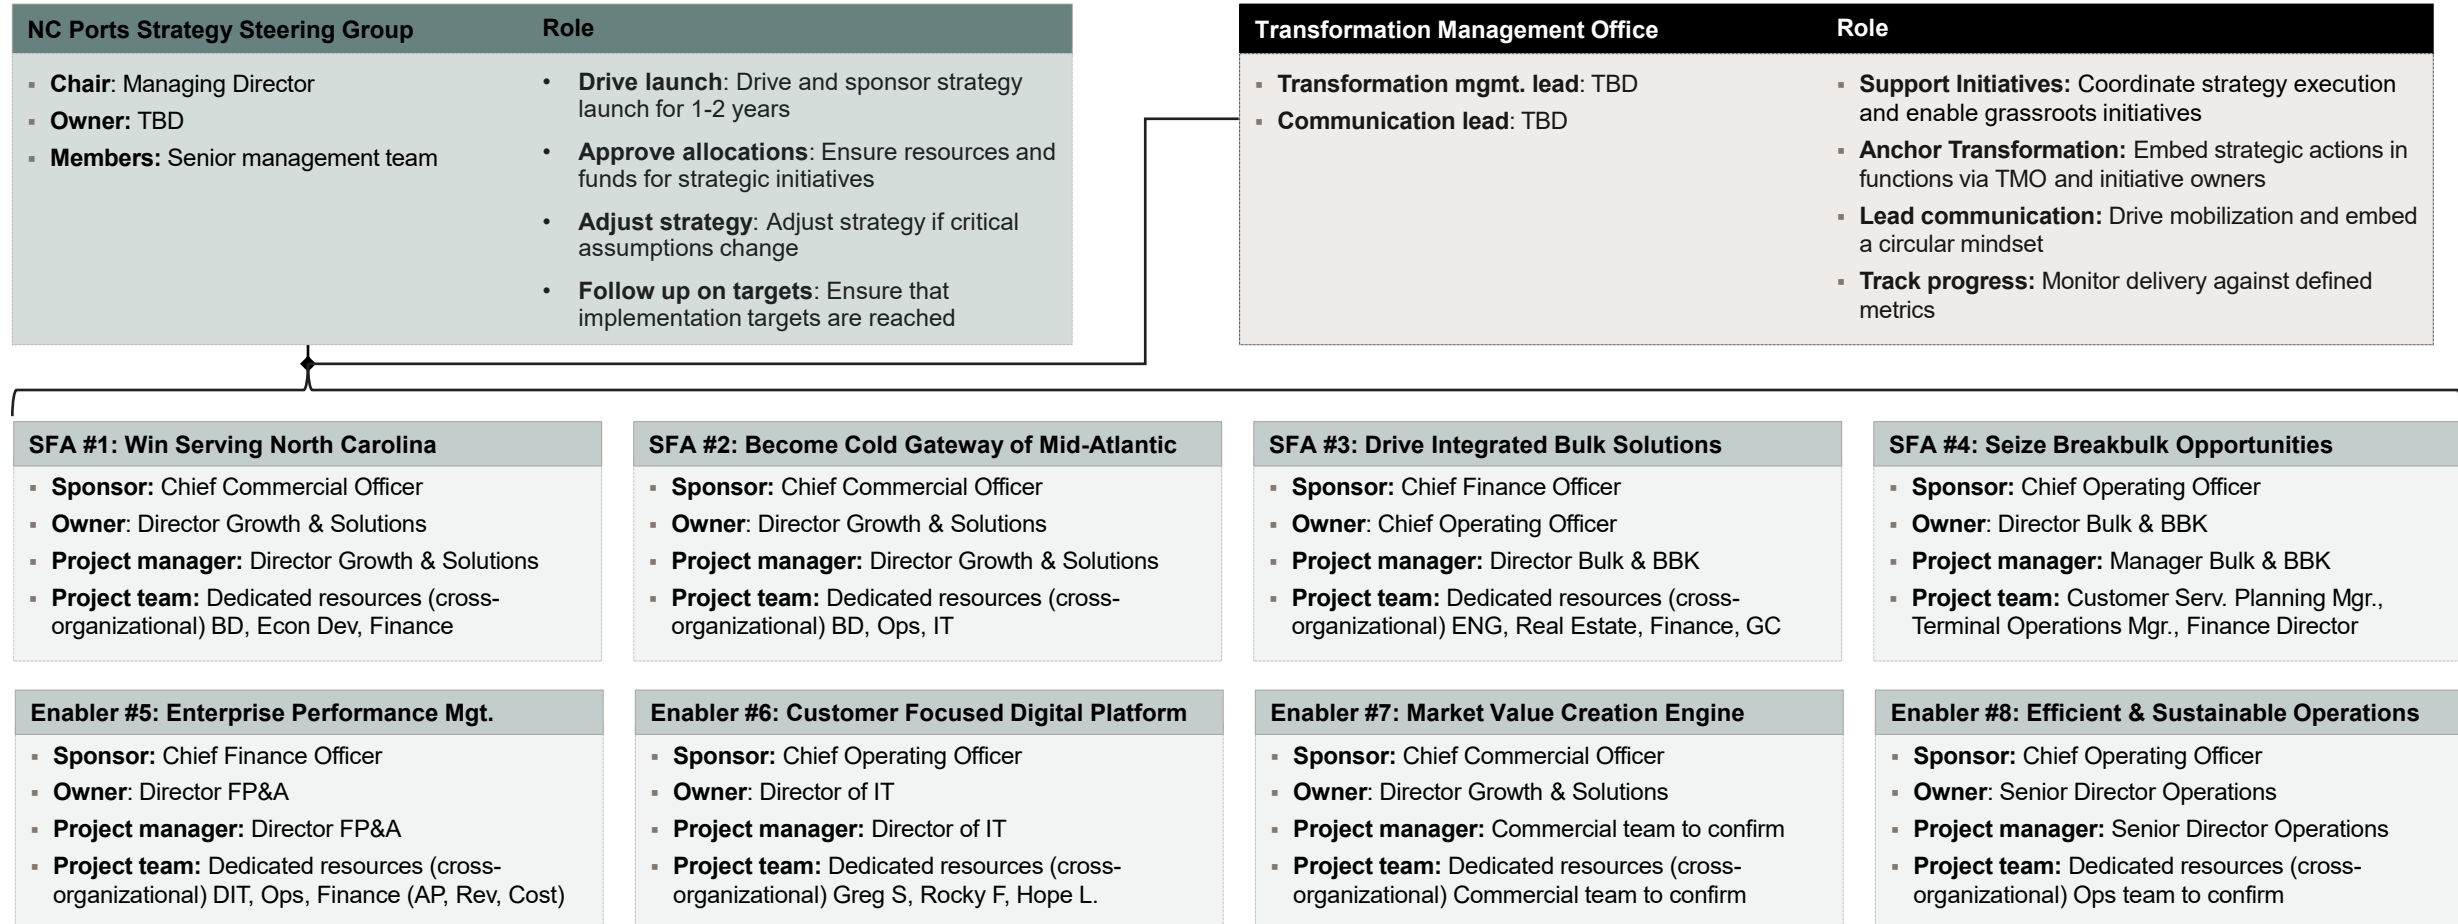 NC Ports Strategy Steering Group
Role
▪ Chair: Managing Director
▪ Owner: TBD
▪ Members: Senior management team
• Drive launch: Drive and sponsor strategy
launch for 1-2 years
• Approve allocations: Ensure resources and
funds for strategic initiatives
• Adjust strategy: Adjust strategy if critical
assumptions change
• Follow up on targets: Ensure that
implementation targets are reached
Transformation Management Office
Role
▪ Transformation mgmt. lead: TBD
▪ Communication lead: TBD
▪ Support Initiatives: Coordinate strategy execution
and enable grassroots initiatives
▪ Anchor Transformation: Embed strategic actions in
functions via TMO and initiative owners
▪ Lead communication: Drive mobilization and embed
a circular mindset
▪ Track progress: Monitor delivery against defined
metrics
SFA #1: Win Serving North Carolina
▪ Sponsor: Chief Commercial Officer
▪ Owner: Director Growth & Solutions
▪ Project manager: Director Growth & Solutions
▪ Project team: Dedicated resources (cross-
organizational) BD, Econ Dev, Finance
SFA #2: Become Cold Gateway of Mid-Atlantic
▪ Sponsor: Chief Commercial Officer
▪ Owner: Director Growth & Solutions
▪ Project manager: Director Growth & Solutions
▪ Project team: Dedicated resources (cross-
organizational) BD, Ops, IT
SFA #3: Drive Integrated Bulk Solutions
▪ Sponsor: Chief Finance Officer
▪ Owner: Chief Operating Officer
▪ Project manager: Director Bulk & BBK
▪ Project team: Dedicated resources (cross-
organizational) ENG, Real Estate, Finance, GC
SFA #4: Seize Breakbulk Opportunities
▪ Sponsor: Chief Operating Officer
▪ Owner: Director Bulk & BBK
▪ Project manager: Manager Bulk & BBK
▪ Project team: Customer Serv. Planning Mgr.,
Terminal Operations Mgr., Finance Director
Enabler #5: Enterprise Performance Mgt.
▪ Sponsor: Chief Finance Officer
▪ Owner: Director FP&A
▪ Project manager: Director FP&A
▪ Project team: Dedicated resources (cross-
organizational) DIT, Ops, Finance (AP, Rev, Cost)
Enabler #6: Customer Focused Digital Platform
▪ Sponsor: Chief Operating Officer
▪ Owner: Director of IT
▪ Project manager: Director of IT
▪ Project team: Dedicated resources (cross-
organizational) Greg S, Rocky F, Hope L.
Enabler #7: Market Value Creation Engine
▪ Sponsor: Chief Commercial Officer
▪ Owner: Director Growth & Solutions
▪ Project manager: Commercial team to confirm
▪ Project team: Dedicated resources (cross-
organizational) Commercial team to confirm
Enabler #8: Efficient & Sustainable Operations
▪ Sponsor: Chief Operating Officer
▪ Owner: Senior Director Operations
▪ Project manager: Senior Director Operations
▪ Project team: Dedicated resources (cross-
organizational) Ops team to confirm